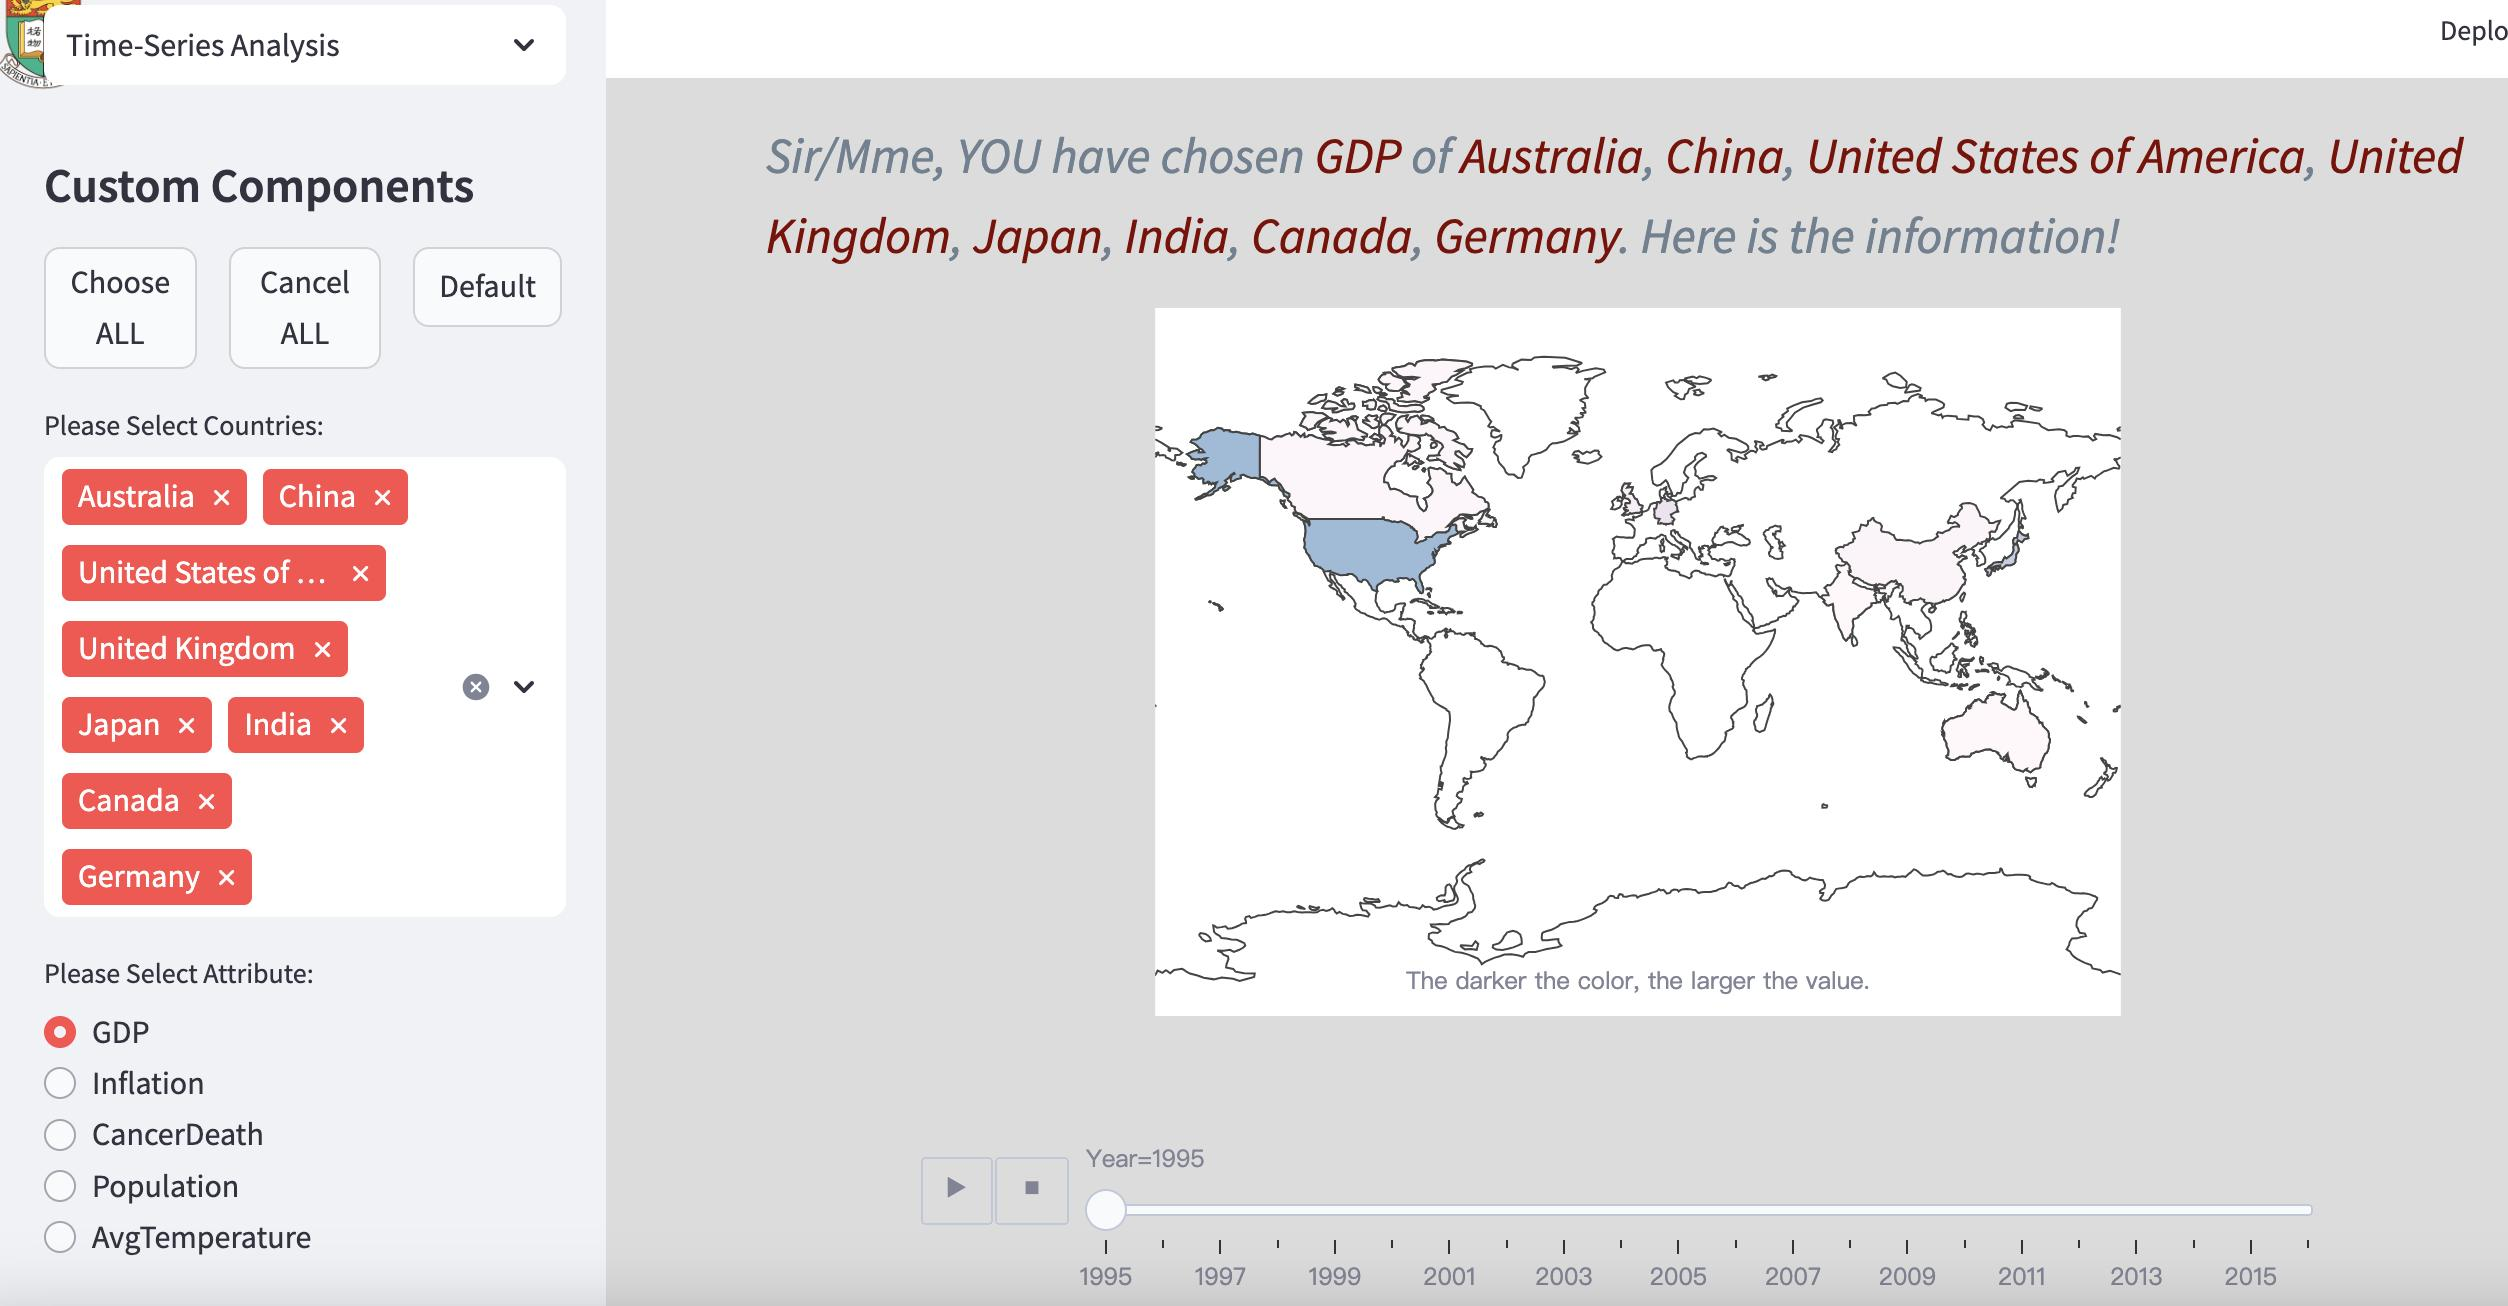 Time-Series Analysis
Deplo
Custom Components
Choose ALL
Cancel ALL
Default
Please Select Countries:
Australia × China ×
United States of ... ×
United Kingdom ×
Japan × India ×
Canada ×
Germany ×
Please Select Attribute:
GDP
Inflation
CancerDeath
Population
AvgTemperature
Sir/Mme, YOU have chosen GDP of Australia, China, United States of America, United
Kingdom, Japan, India, Canada, Germany. Here is the information!
The darker the color, the larger the value.
Year=1995
1995 1997 1999 2001 2003 2005 2007 2009 2011 2013 2015